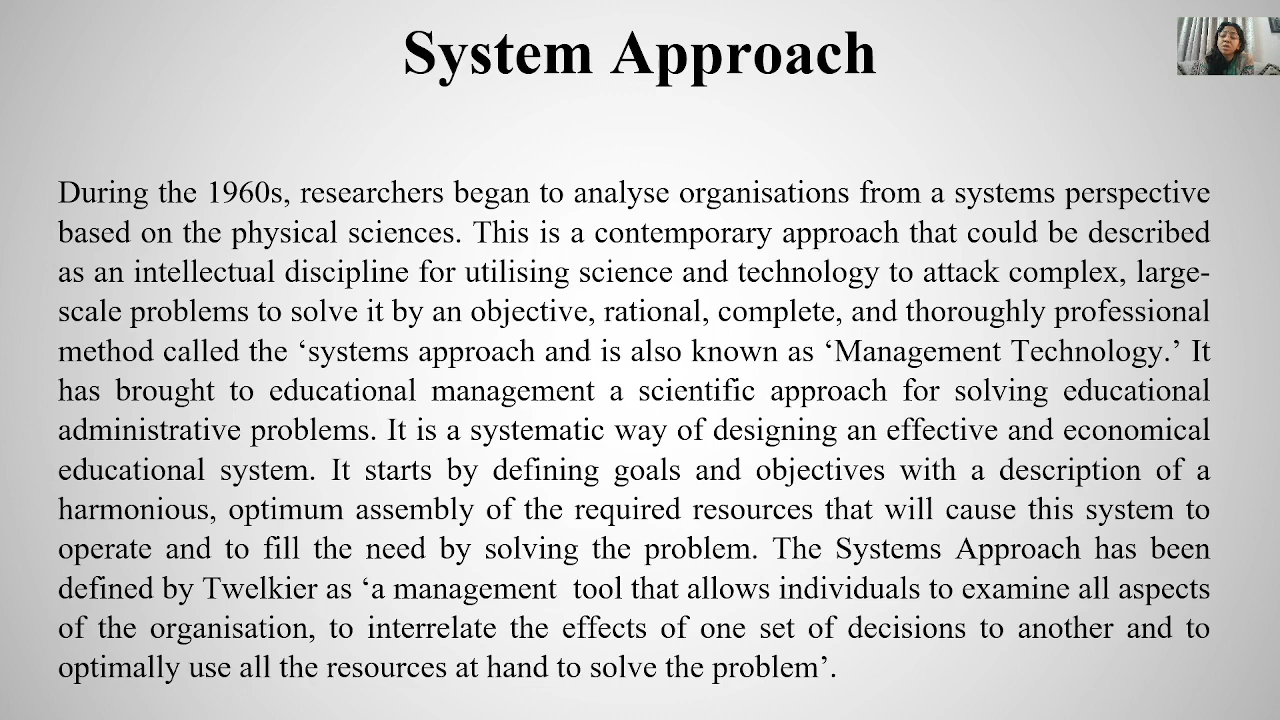 System Approach
During the 1960s, researchers began to analyse organisations from a systems perspective
based on the physical sciences. This is a contemporary approach that could be described
as an intellectual discipline for utilising science and technology to attack complex, large-
scale problems to solve it by an objective, rational, complete, and thoroughly professional
method called the ‘systems approach and is also known as ‘Management Technology.’ It
has brought to educational management a scientific approach for solving educational
administrative problems. It is a systematic way of designing an effective and economical
educational system. It starts by defining goals and objectives with a description of a
harmonious, optimum assembly of the required resources that will cause this system to
operate and to fill the need by solving the problem. The Systems Approach has been
defined by Twelkier as ‘a management  tool that allows individuals to examine all aspects
of the organisation, to interrelate the effects of one set of decisions to another and to
optimally use all the resources at hand to solve the problem’.